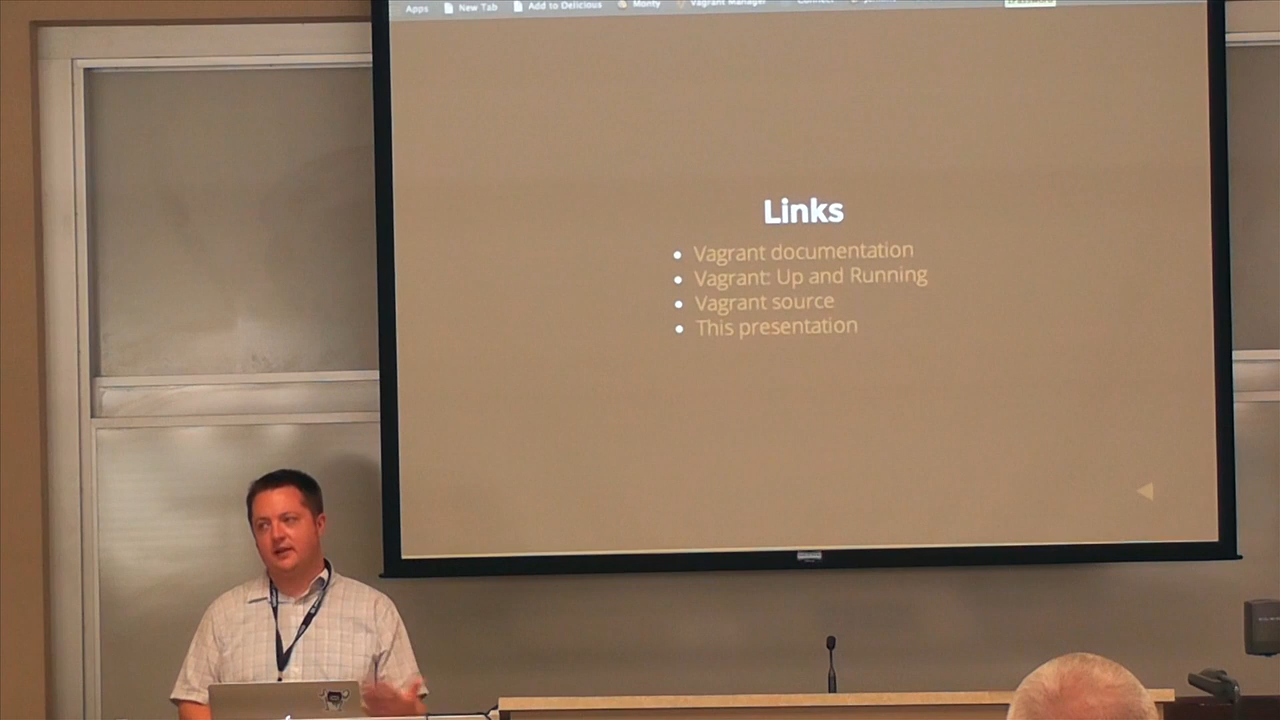 Apps New Tab Add to Delicious Monty Vagrant Manager Connect
Links
Vagrant documentation
Vagrant: Up and Running
Vagrant source
This presentation